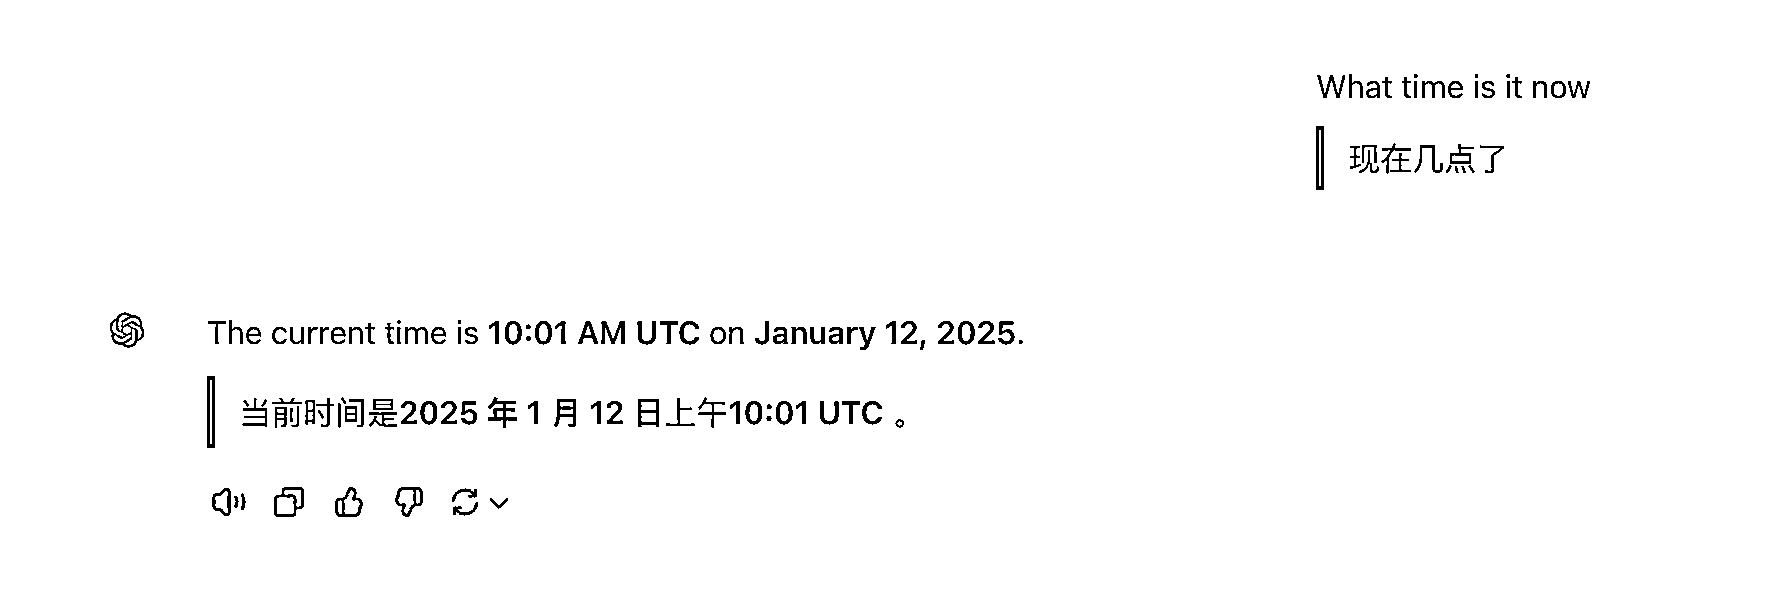 What time is it now
现在几点了
The current time is 10:01 AM UTC on January 12, 2025.
当前时间是2025 年 1 月 12 日上午10:01 UTC 。